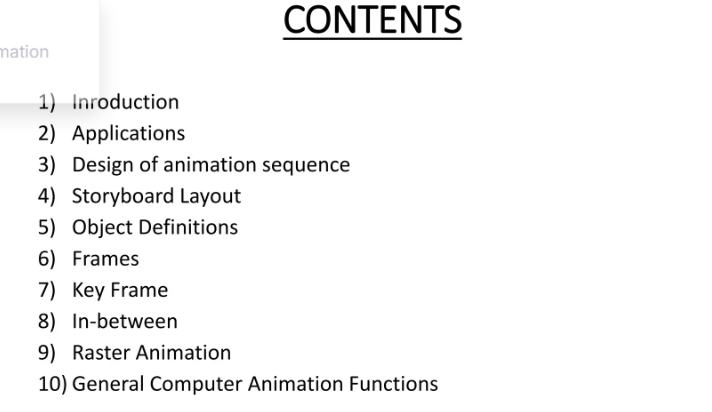 CONTENTS
mation
1) Inroduction
2) Applications
3) Design of animation sequence
4) Storyboard Layout
5) Object Definitions
6) Frames
7) Key Frame
8) In-between
9) Raster Animation
10) General Computer Animation Functions